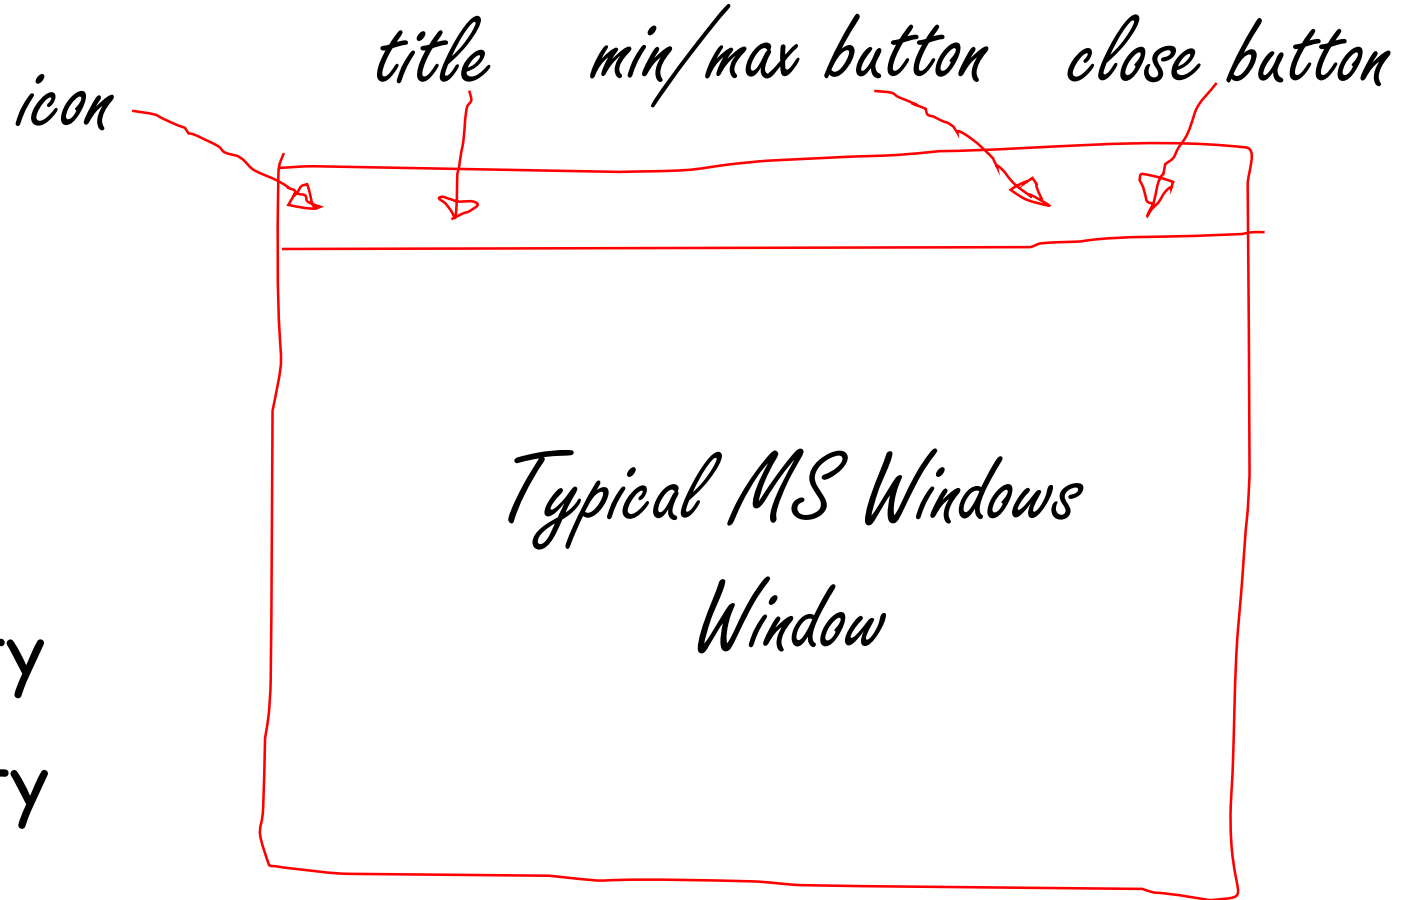 icon
title
min/max button
close button
Typical MS Windows
Window